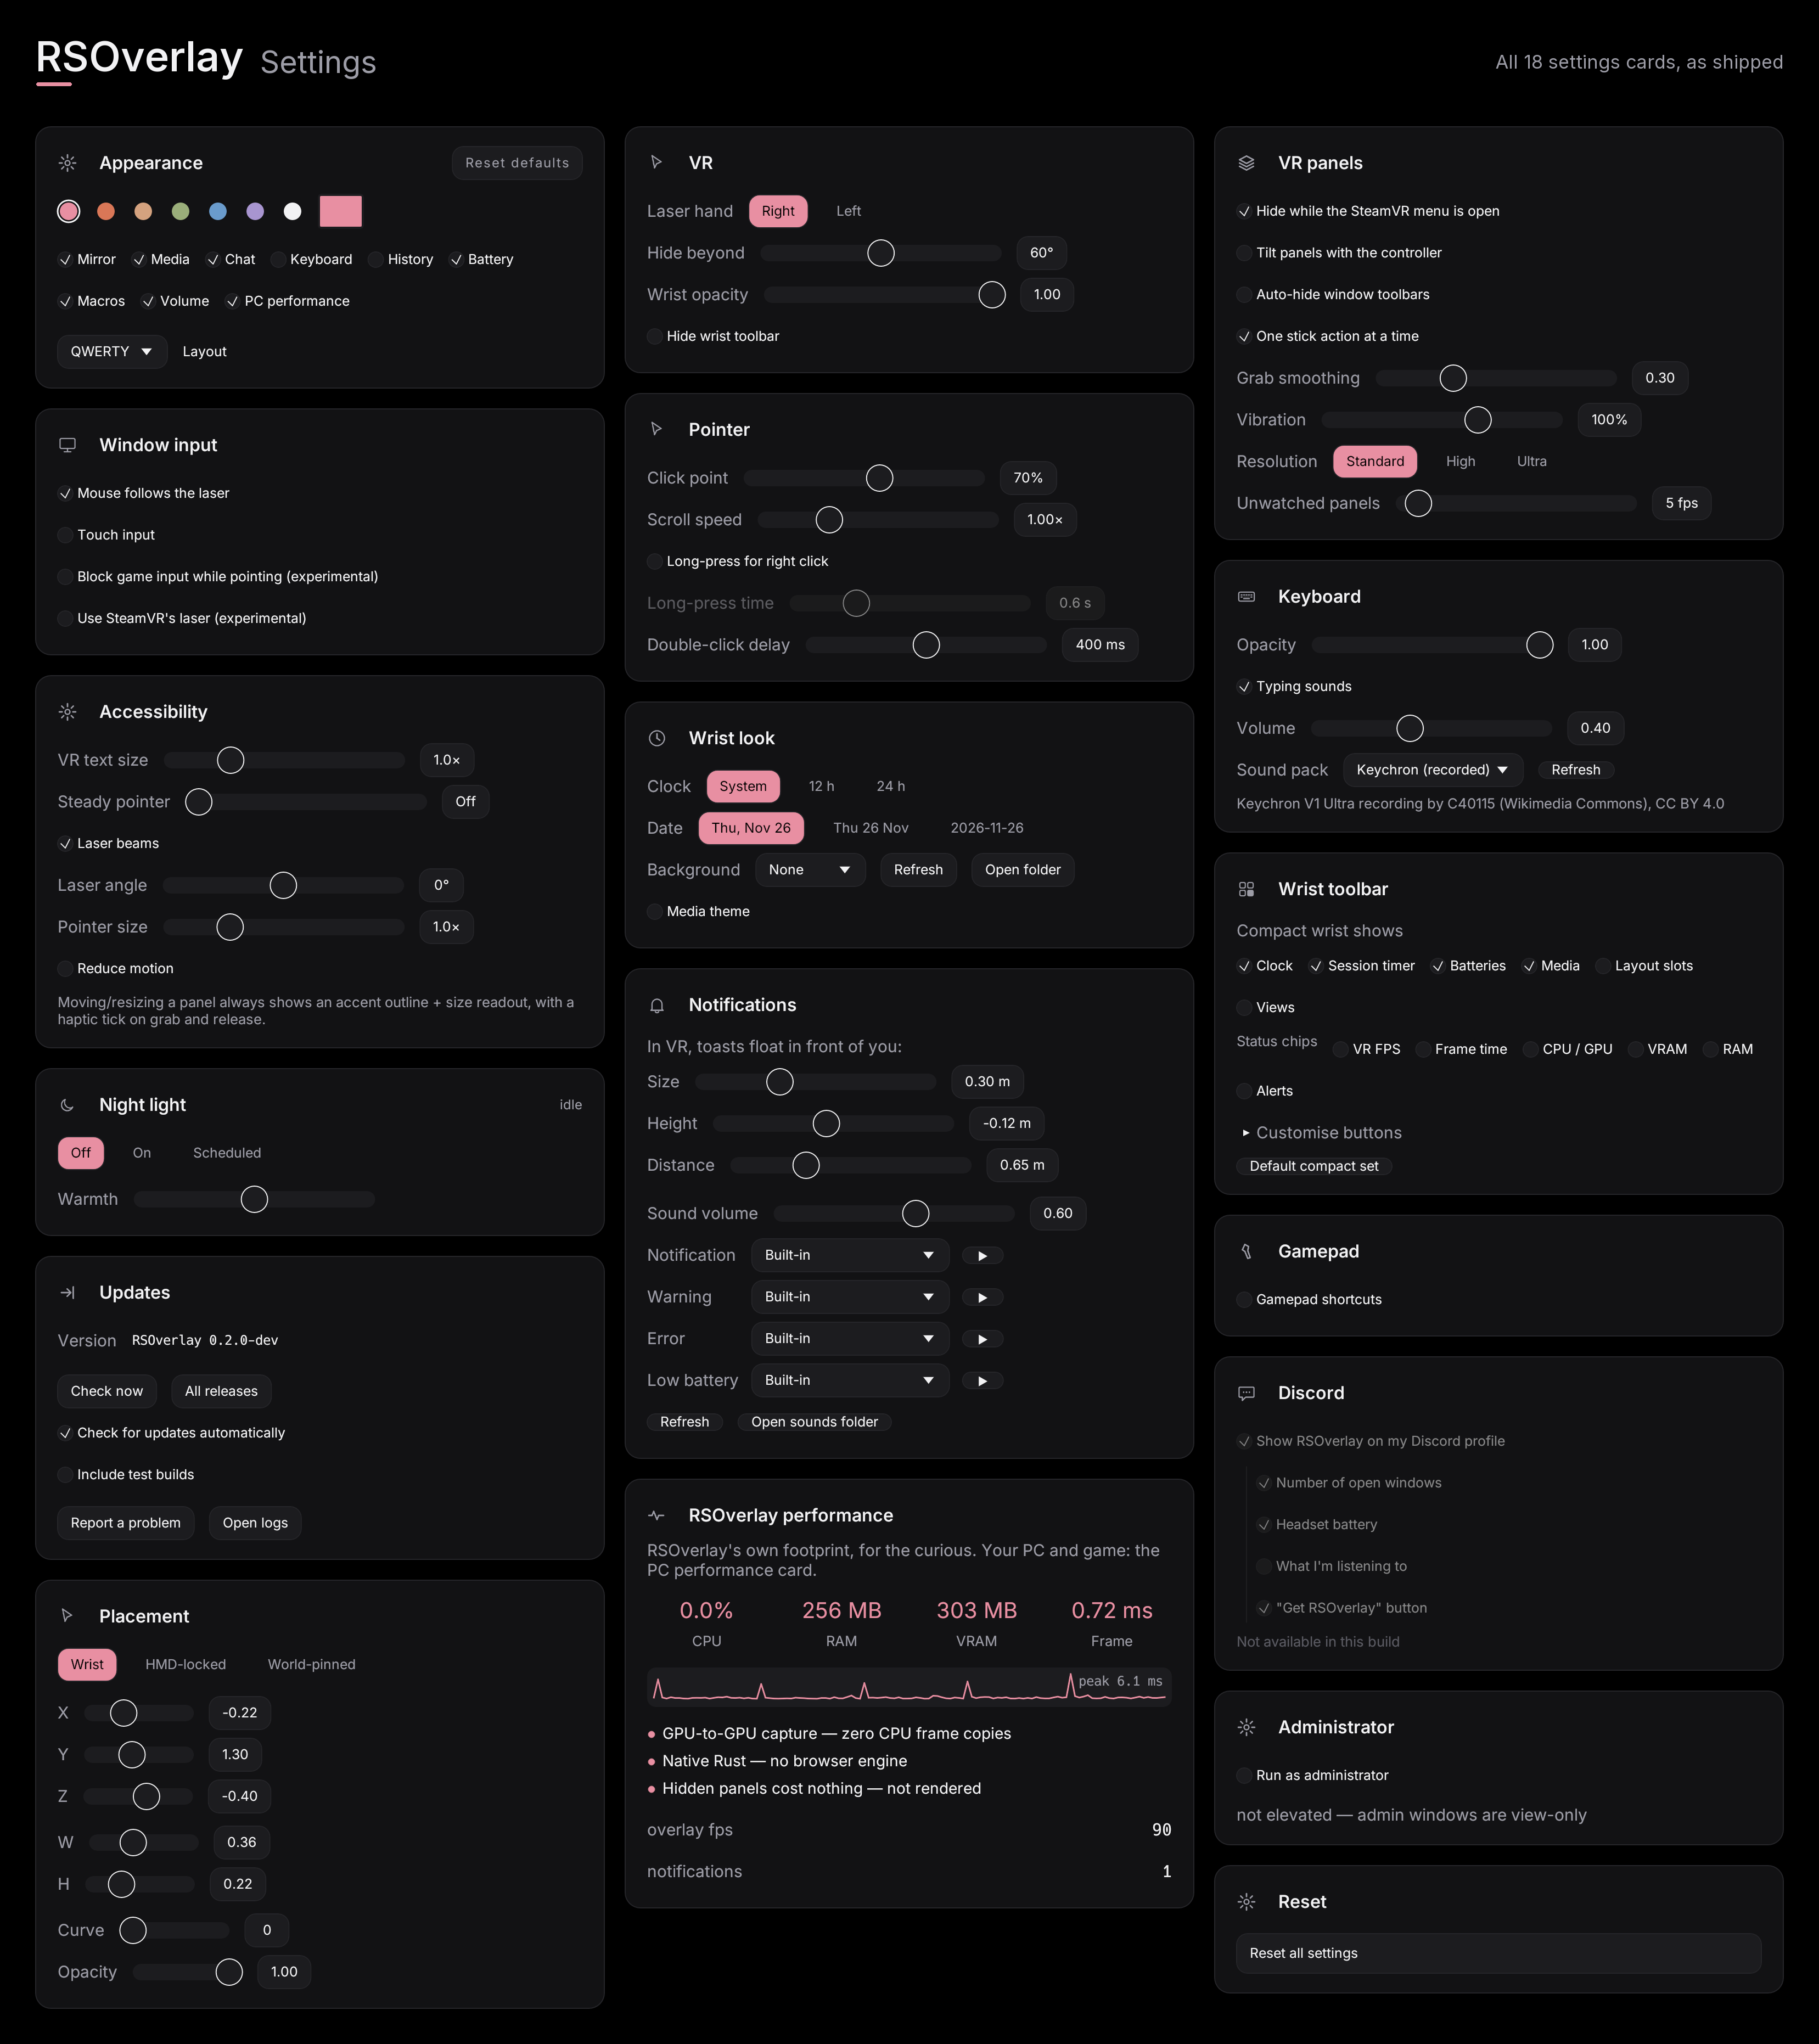 RSOverlay Settings
All 18 settings cards, as shipped
Appearance
Reset defaults
Mirror Media Chat Keyboard History Battery
Macros Volume PC performance
QWERTY Layout
Window input
Mouse follows the laser
Touch input
Block game input while pointing (experimental)
Use SteamVR's laser (experimental)
Accessibility
VR text size 1.0×
Steady pointer Off
Laser beams
Laser angle 0°
Pointer size 1.0×
Reduce motion
Moving/resizing a panel always shows an accent outline + size readout, with a
haptic tick on grab and release.
Night light idle
Off On Scheduled
Warmth
Updates
Version RSOverlay 0.2.0-dev
Check now All releases
Check for updates automatically
Include test builds
Report a problem Open logs
Placement
Wrist HMD-locked World-pinned
X -0.22
Y 1.30
Z -0.40
W 0.36
H 0.22
Curve 0
Opacity 1.00
VR
Laser hand Right Left
Hide beyond 60°
Wrist opacity 1.00
Hide wrist toolbar
Pointer
Click point 70%
Scroll speed 1.00×
Long-press for right click
Long-press time 0.6 s
Double-click delay 400 ms
Wrist look
Clock System 12 h 24 h
Date Thu, Nov 26 Thu 26 Nov 2026-11-26
Background None Refresh Open folder
Media theme
Notifications
In VR, toasts float in front of you:
Size 0.30 m
Height -0.12 m
Distance 0.65 m
Sound volume 0.60
Notification Built-in
Warning Built-in
Error Built-in
Low battery Built-in
Refresh Open sounds folder
RSOverlay performance
RSOverlay's own footprint, for the curious. Your PC and game: the
PC performance card.
0.0% 256 MB 303 MB 0.72 ms
CPU RAM VRAM Frame
peak 6.1 ms
GPU-to-GPU capture — zero CPU frame copies
Native Rust — no browser engine
Hidden panels cost nothing — not rendered
overlay fps 90
notifications 1
VR panels
Hide while the SteamVR menu is open
Tilt panels with the controller
Auto-hide window toolbars
One stick action at a time
Grab smoothing 0.30
Vibration 100%
Resolution Standard High Ultra
Unwatched panels 5 fps
Keyboard
Opacity 1.00
Typing sounds
Volume 0.40
Sound pack Keychron (recorded) Refresh
Keychron V1 Ultra recording by C40115 (Wikimedia Commons), CC BY 4.0
Wrist toolbar
Compact wrist shows
Clock Session timer Batteries Media Layout slots
Views
Status chips VR FPS Frame time CPU / GPU VRAM RAM
Alerts
Customise buttons
Default compact set
Gamepad
Gamepad shortcuts
Discord
Show RSOverlay on my Discord profile
Number of open windows
Headset battery
What I'm listening to
"Get RSOverlay" button
Not available in this build
Administrator
Run as administrator
not elevated — admin windows are view-only
Reset
Reset all settings